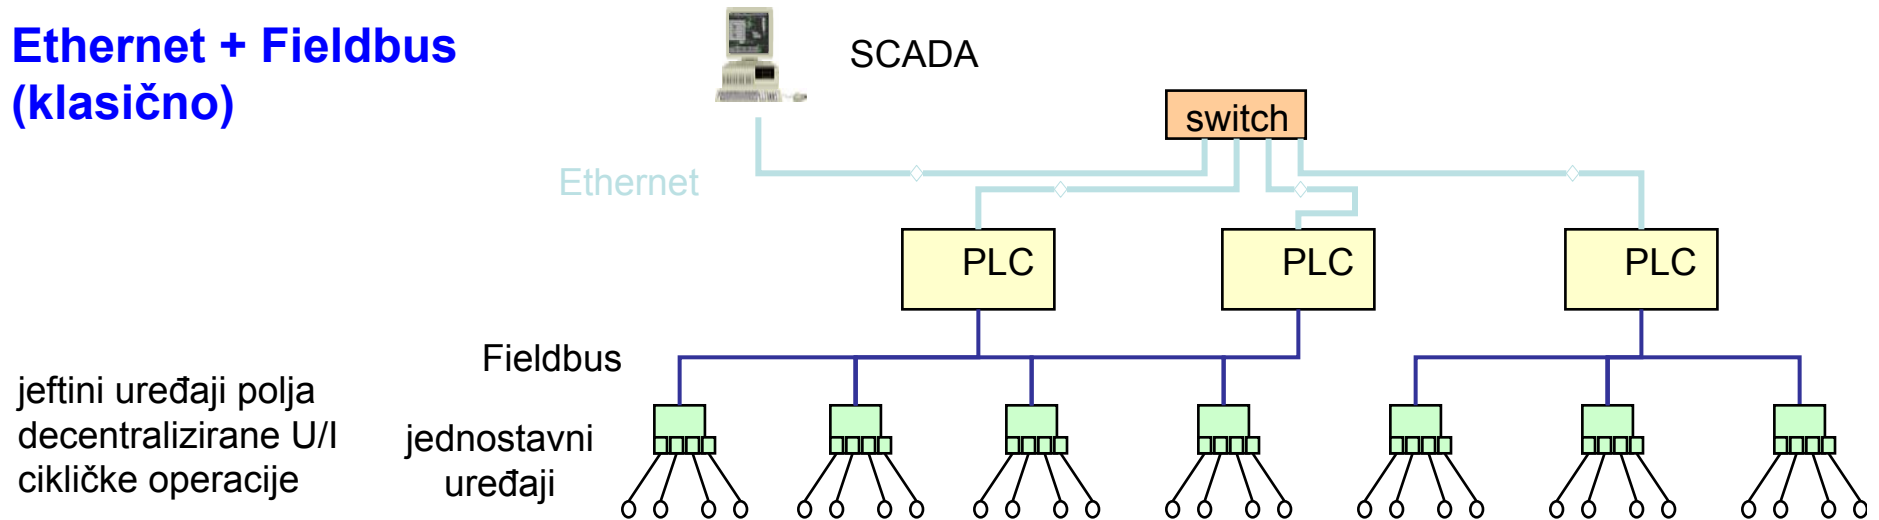 Ethernet + Fieldbus
(klasično)
SCADA
switch
Ethernet
PLC
PLC
PLC
Fieldbus
jeftini uređaji polja
decentralizirane U/I
cikličke operacije
jednostavni
uređaji